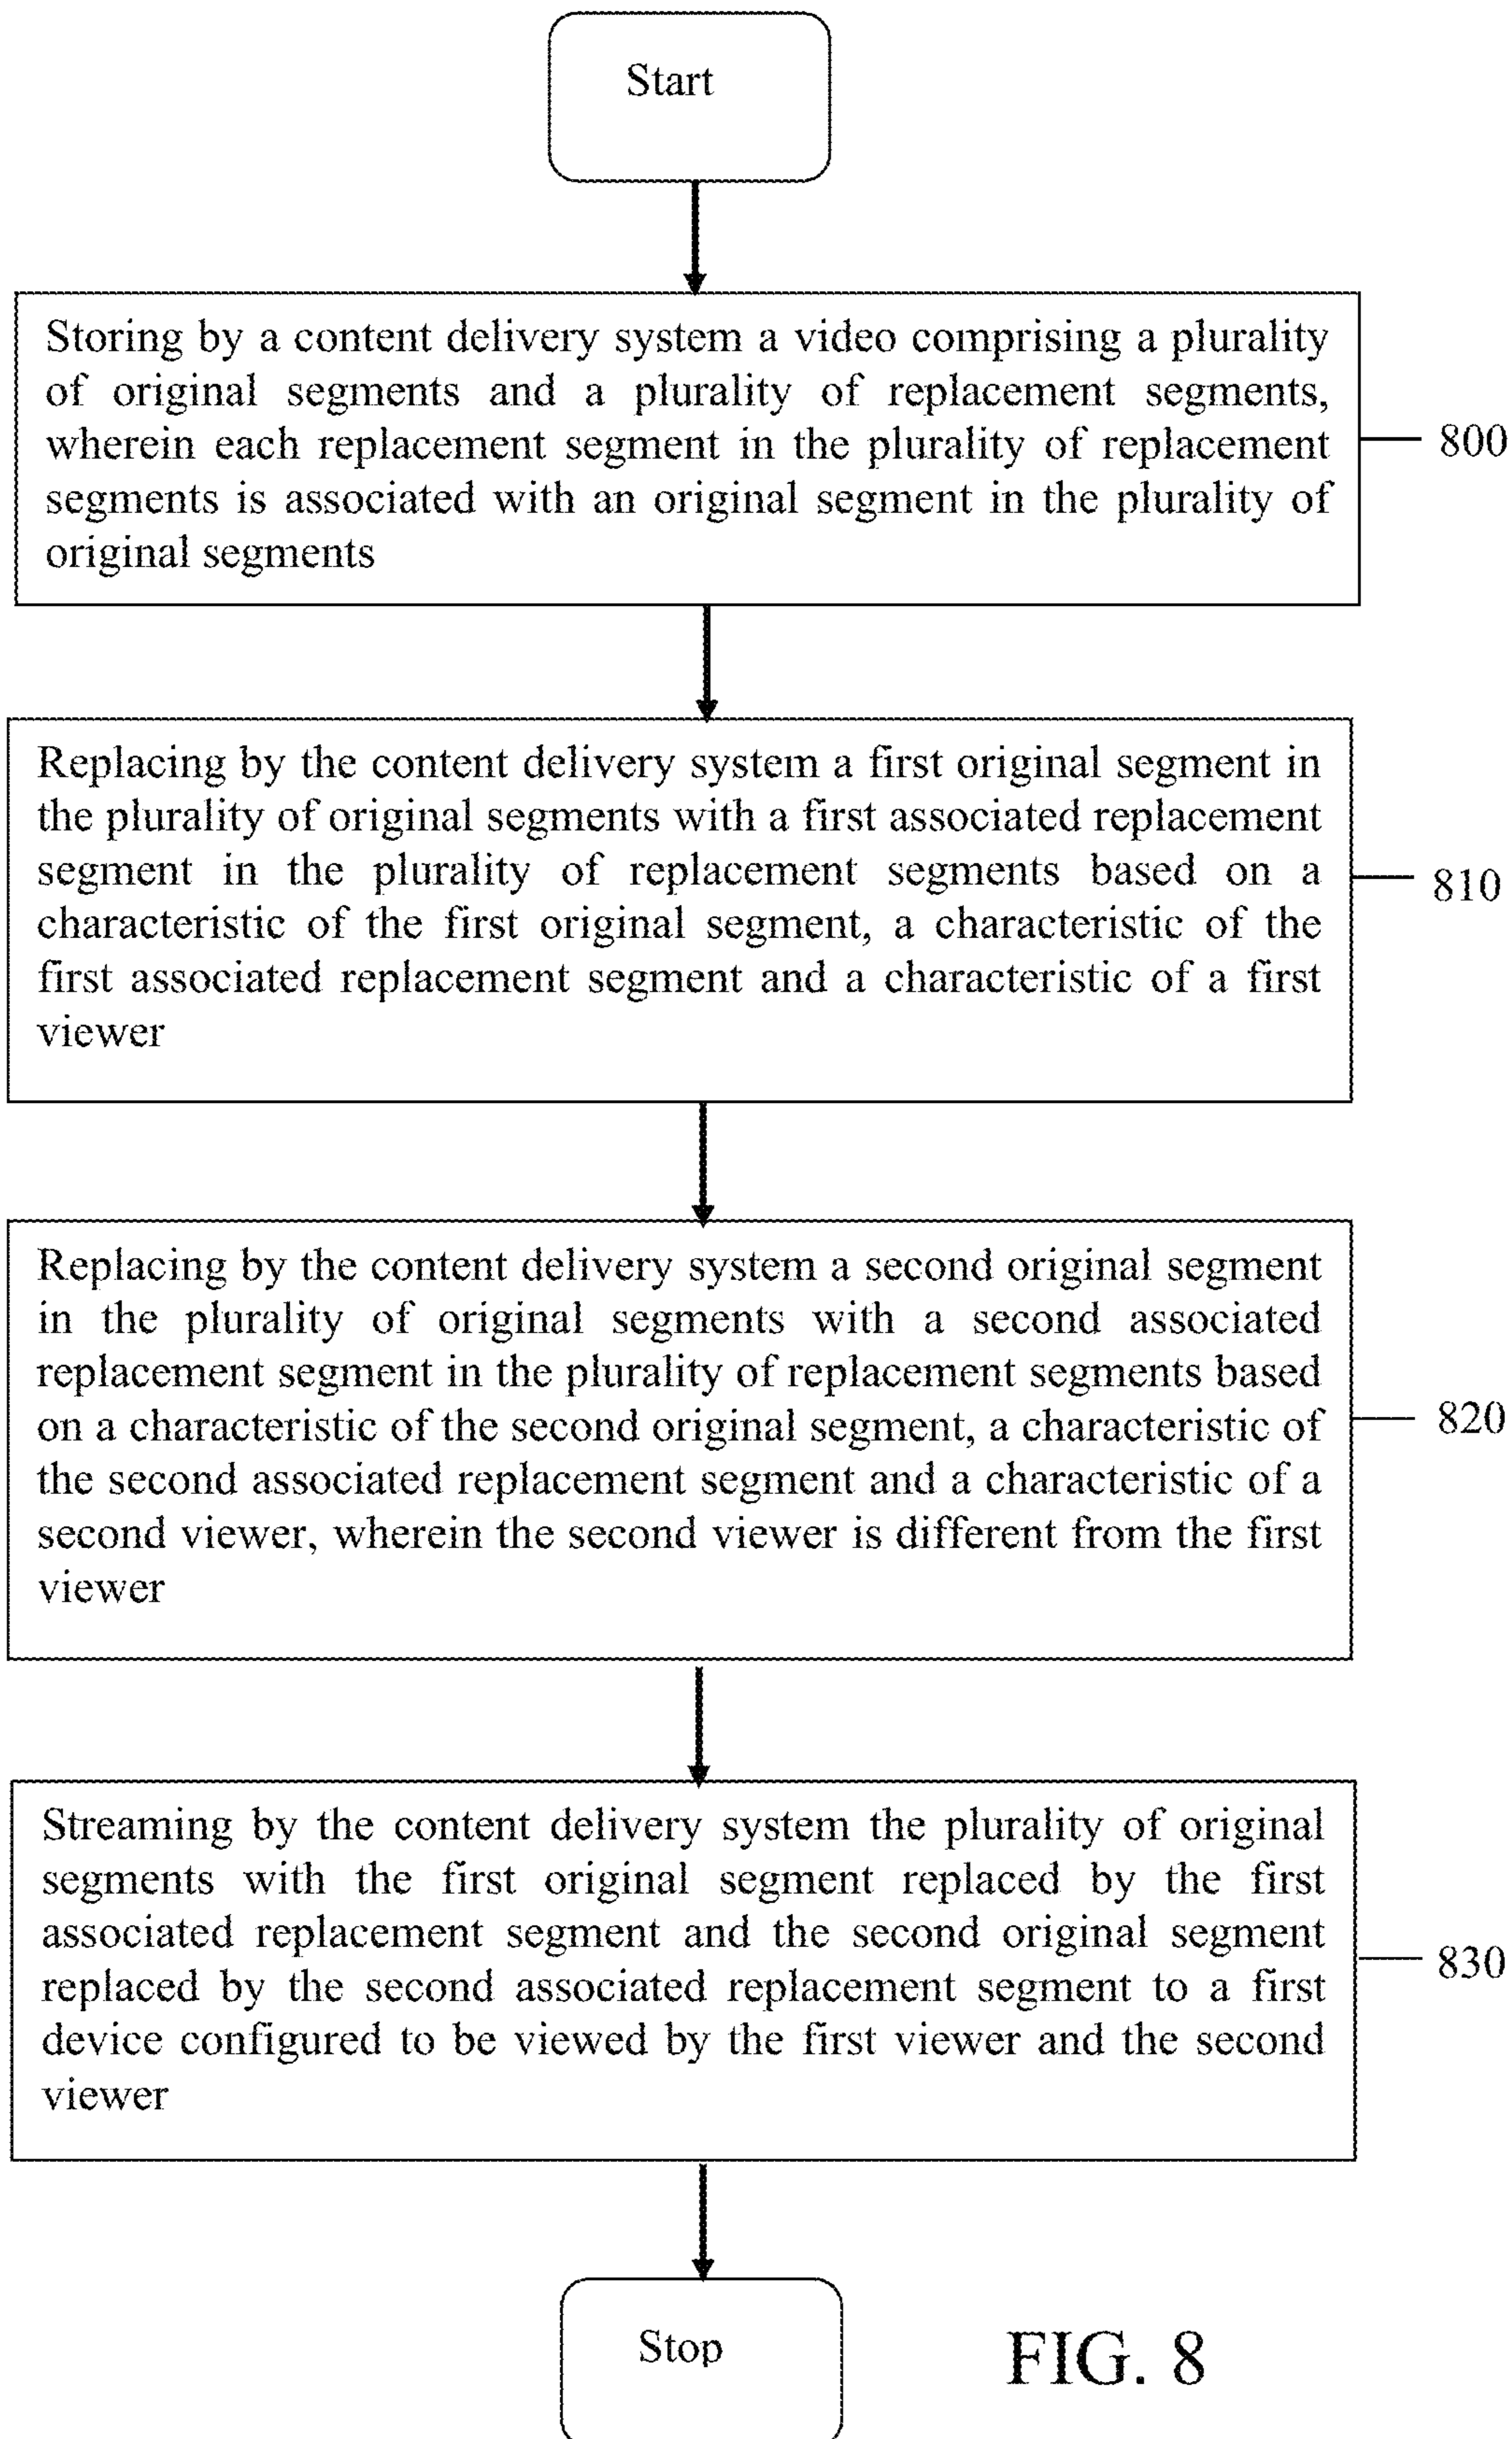 Start
Storing by a content delivery system a video comprising a plurality
of original segments and a plurality of replacement segments,
wherein each replacement segment in the plurality of replacement
segments is associated with an original segment in the plurality of
original segments
800
Replacing by the content delivery system a first original segment in
the plurality of original segments with a first associated replacement
segment in the plurality of replacement segments based on a
characteristic of the first original segment, a characteristic of the
first associated replacement segment and a characteristic of a first
viewer
810
Replacing by the content delivery system a second original segment
in the plurality of original segments with a second associated
replacement segment in the plurality of replacement segments based
on a characteristic of the second original segment, a characteristic of
the second associated replacement segment and a characteristic of a
second viewer, wherein the second viewer is different from the first
viewer
820
Streaming by the content delivery system the plurality of original
segments with the first original segment replaced by the first
associated replacement segment and the second original segment
replaced by the second associated replacement segment to a first
device configured to be viewed by the first viewer and the second
viewer
830
Stop
FIG. 8